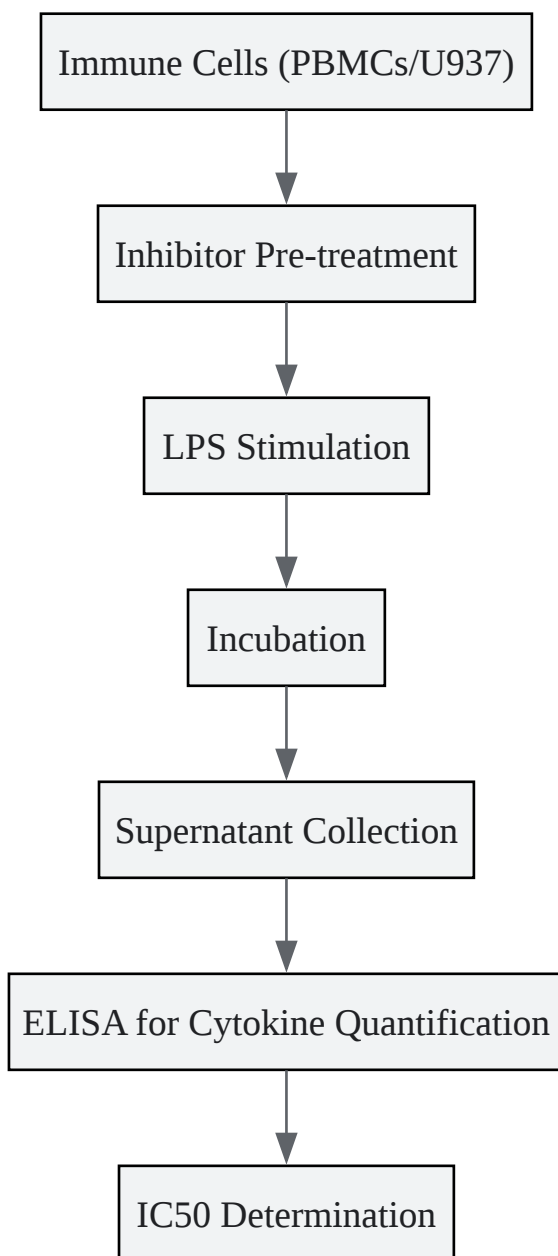 Immune Cells (PBMCs/U937)
Inhibitor Pre-treatment
LPS Stimulation
Incubation
Supernatant Collection
ELISA for Cytokine Quantification
IC50 Determination